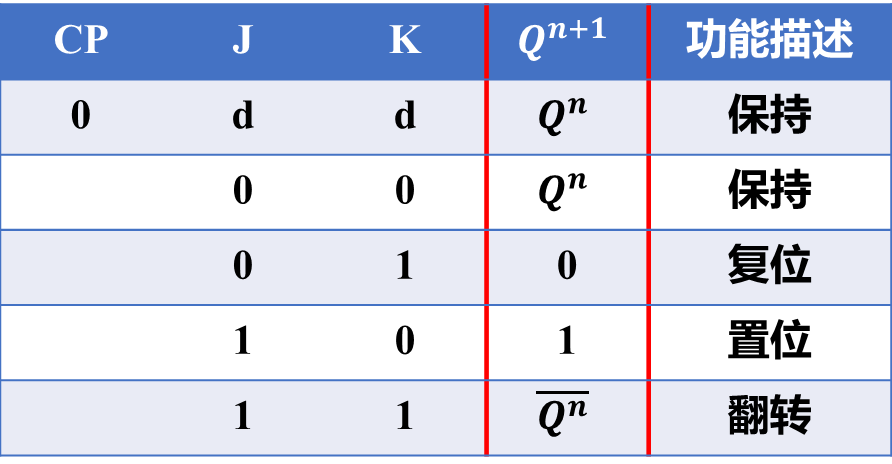 CP J K Qⁿ⁺¹ 功能描述
0 d d Qⁿ 保持
0 0 Qⁿ 保持
0 1 0 复位
1 0 1 置位
1 1 Q̅ⁿ̅ 翻转